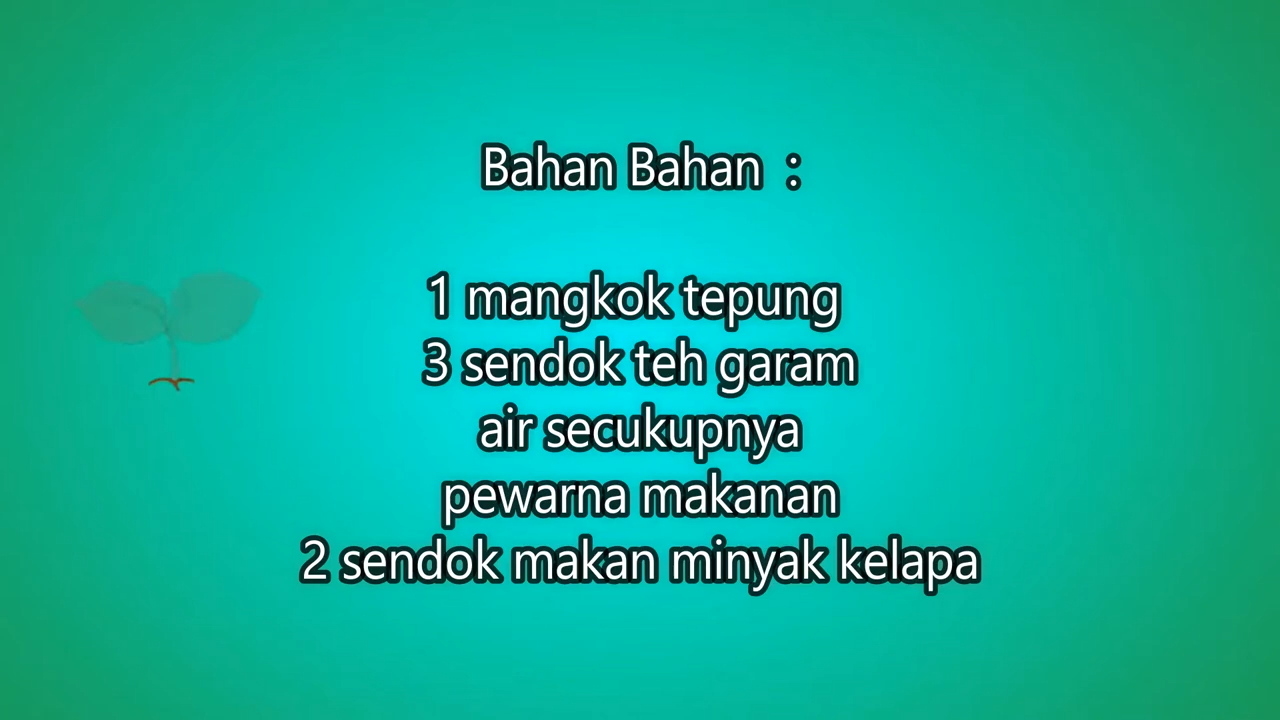 Bahan Bahan :
1 mangkok tepung
3 sendok teh garam
air secukupnya
pewarna makanan
2 sendok makan minyak kelapa